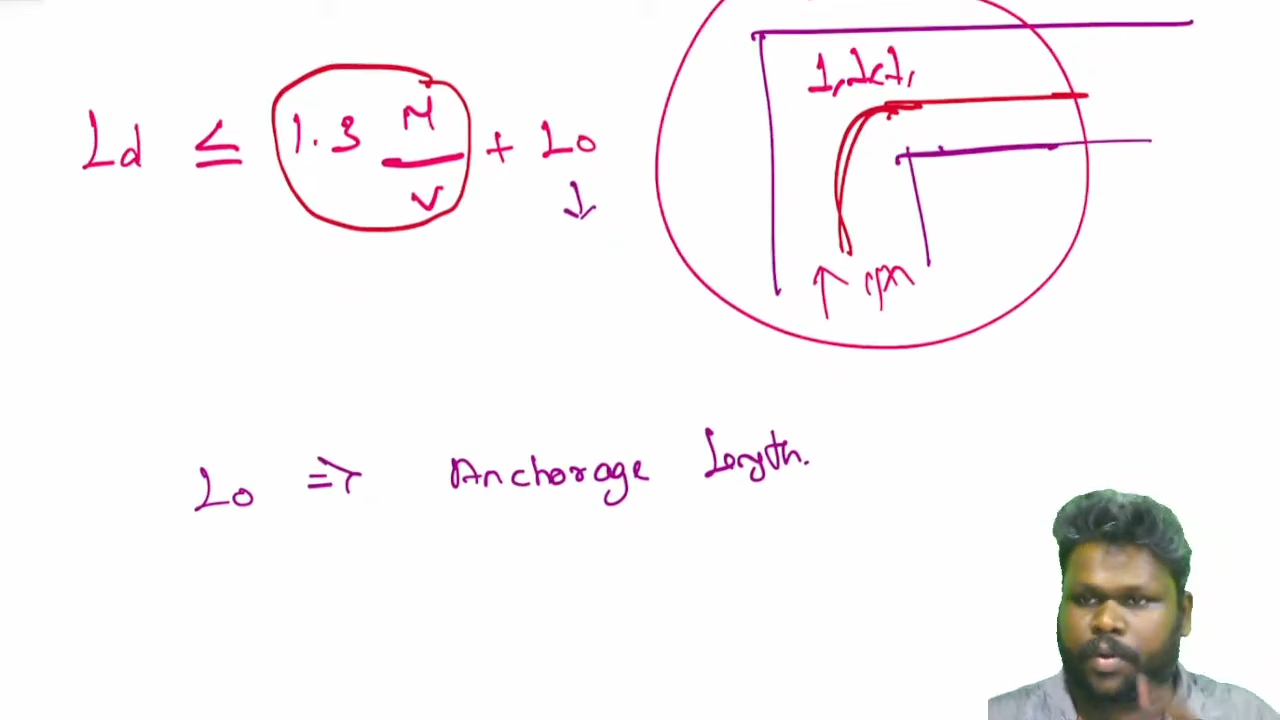 Ld ≤ 1.3 M/V + Lo
Lo ⇒ Anchorage Length.